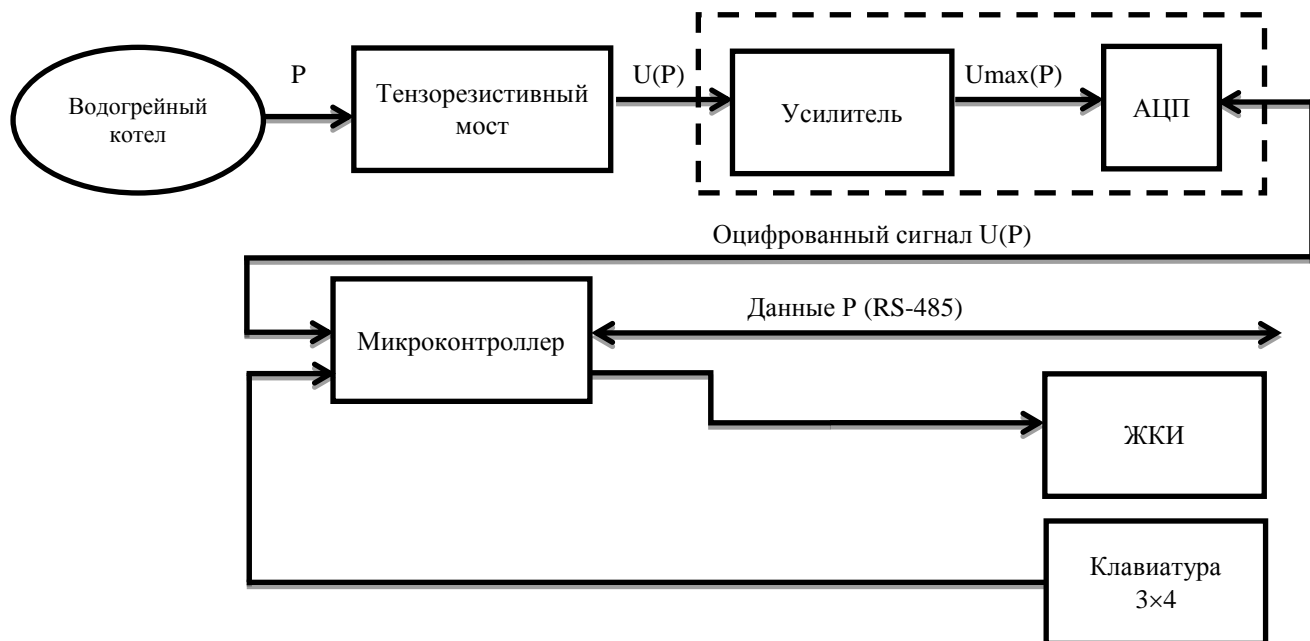 P
Водогрейный
котел
Тензорезистивный
мост
U(P)
Усилитель
Umax(P)
АЦП
Оцифрованный сигнал U(P)
Микроконтроллер
Данные P (RS-485)
ЖКИ
Клавиатура
3×4